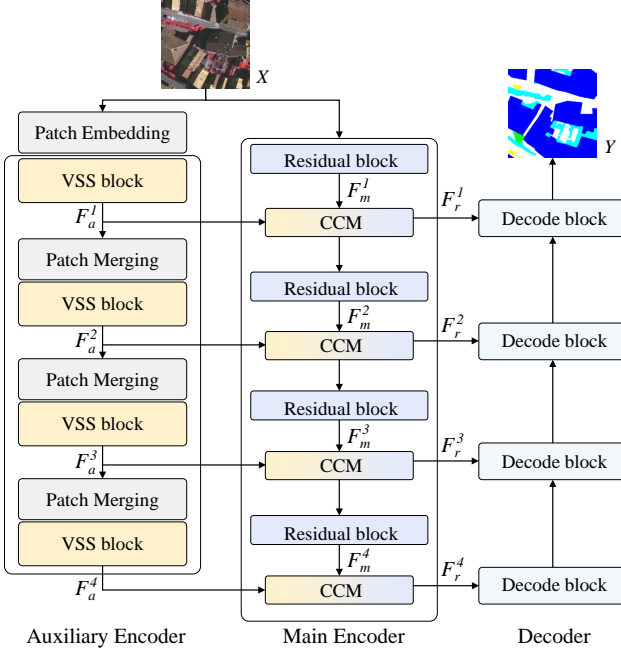 X
Patch Embedding
VSS block
F_a^1
Patch Merging
VSS block
F_a^2
Patch Merging
VSS block
F_a^3
Patch Merging
VSS block
F_a^4
Auxiliary Encoder
Residual block
F_m^1
CCM
Residual block
F_m^2
CCM
Residual block
F_m^3
CCM
Residual block
F_m^4
CCM
Main Encoder
F_r^1
F_r^2
F_r^3
F_r^4
Y
Decode block
Decode block
Decode block
Decode block
Decoder